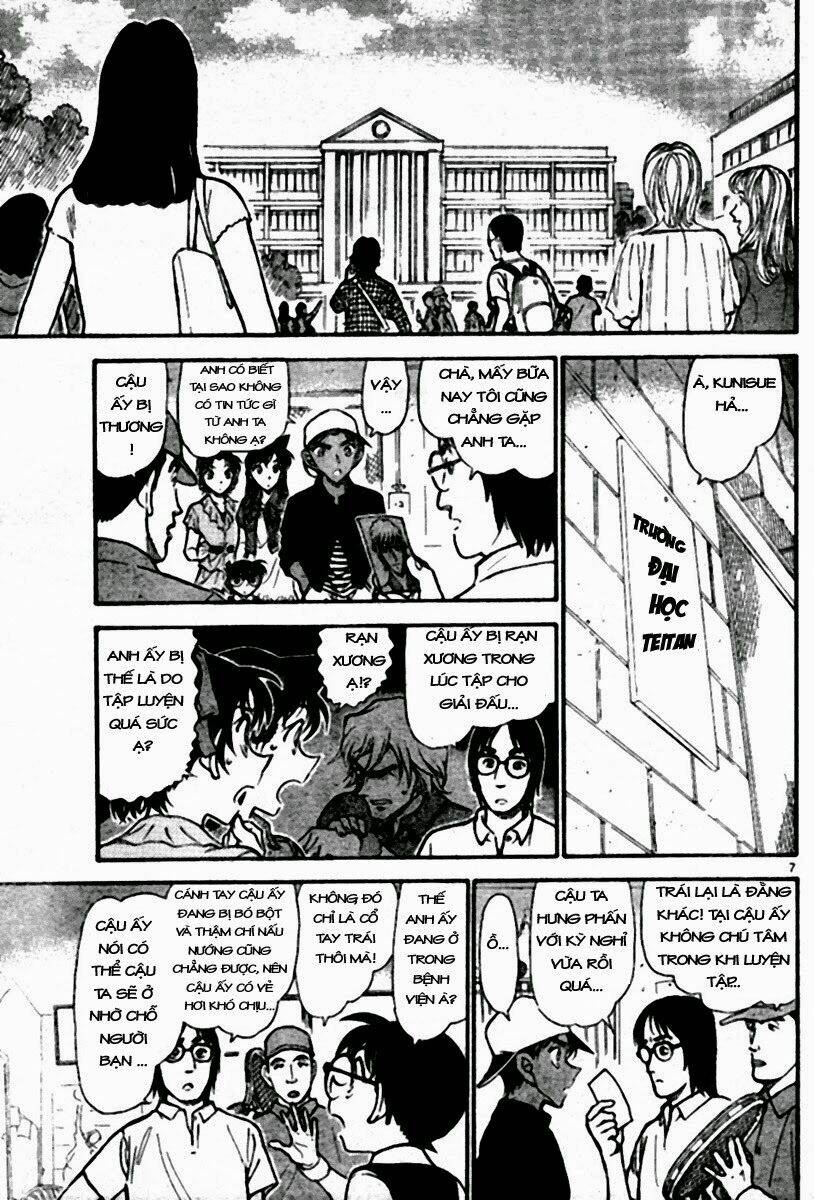 À, KUNISUE
HẢ...
CHÀ, MẤY BỮA
NAY TÔI CŨNG
CHẲNG GẶP
ANH TA...
VẬY
...
ANH CÓ BIẾT
TẠI SAO KHÔNG
CÓ TIN TỨC GÌ
TỪ ANH TA
KHÔNG Ạ?
CẬU
ẤY BỊ
THƯƠNG
!
TRƯỜNG
ĐẠI
HỌC
TEITAN
CẬU ẤY BỊ RẠN
XƯƠNG TRONG
LÚC TẬP CHO
GIẢI ĐẤU...
RẠN
XƯƠNG
Ạ!?
ANH ẤY BỊ
THẾ LÀ DO
TẬP LUYỆN
QUÁ SỨC
Ạ?
7
TRÁI LẠI LÀ ĐẰNG
KHÁC! TẠI CẬU ẤY
KHÔNG CHÚ TÂM
TRONG KHI LUYỆN
TẬP..
CẬU TA
HƯNG PHẤN
VỚI KỲ NGHỈ
VỪA RỒI
QUÁ...
Ồ...
THẾ
ANH ẤY
ĐANG Ở
TRONG
BỆNH
VIỆN À?
KHÔNG ĐÓ
CHỈ LÀ CỔ
TAY TRÁI
THÔI MÀ!
CÁNH TAY CẬU ẤY
ĐANG BỊ BÓ BỘT
VÀ THẬM CHÍ NẤU
NƯỚNG CŨNG
CHẲNG ĐƯỢC, NÊN
CẬU ẤY CÓ VẺ
HƠI KHÓ CHỊU...
CẬU ẤY
NÓI CÓ
THỂ CẬU
TA SẼ Ở
NHỜ CHỖ
NGƯỜI
BẠN ...